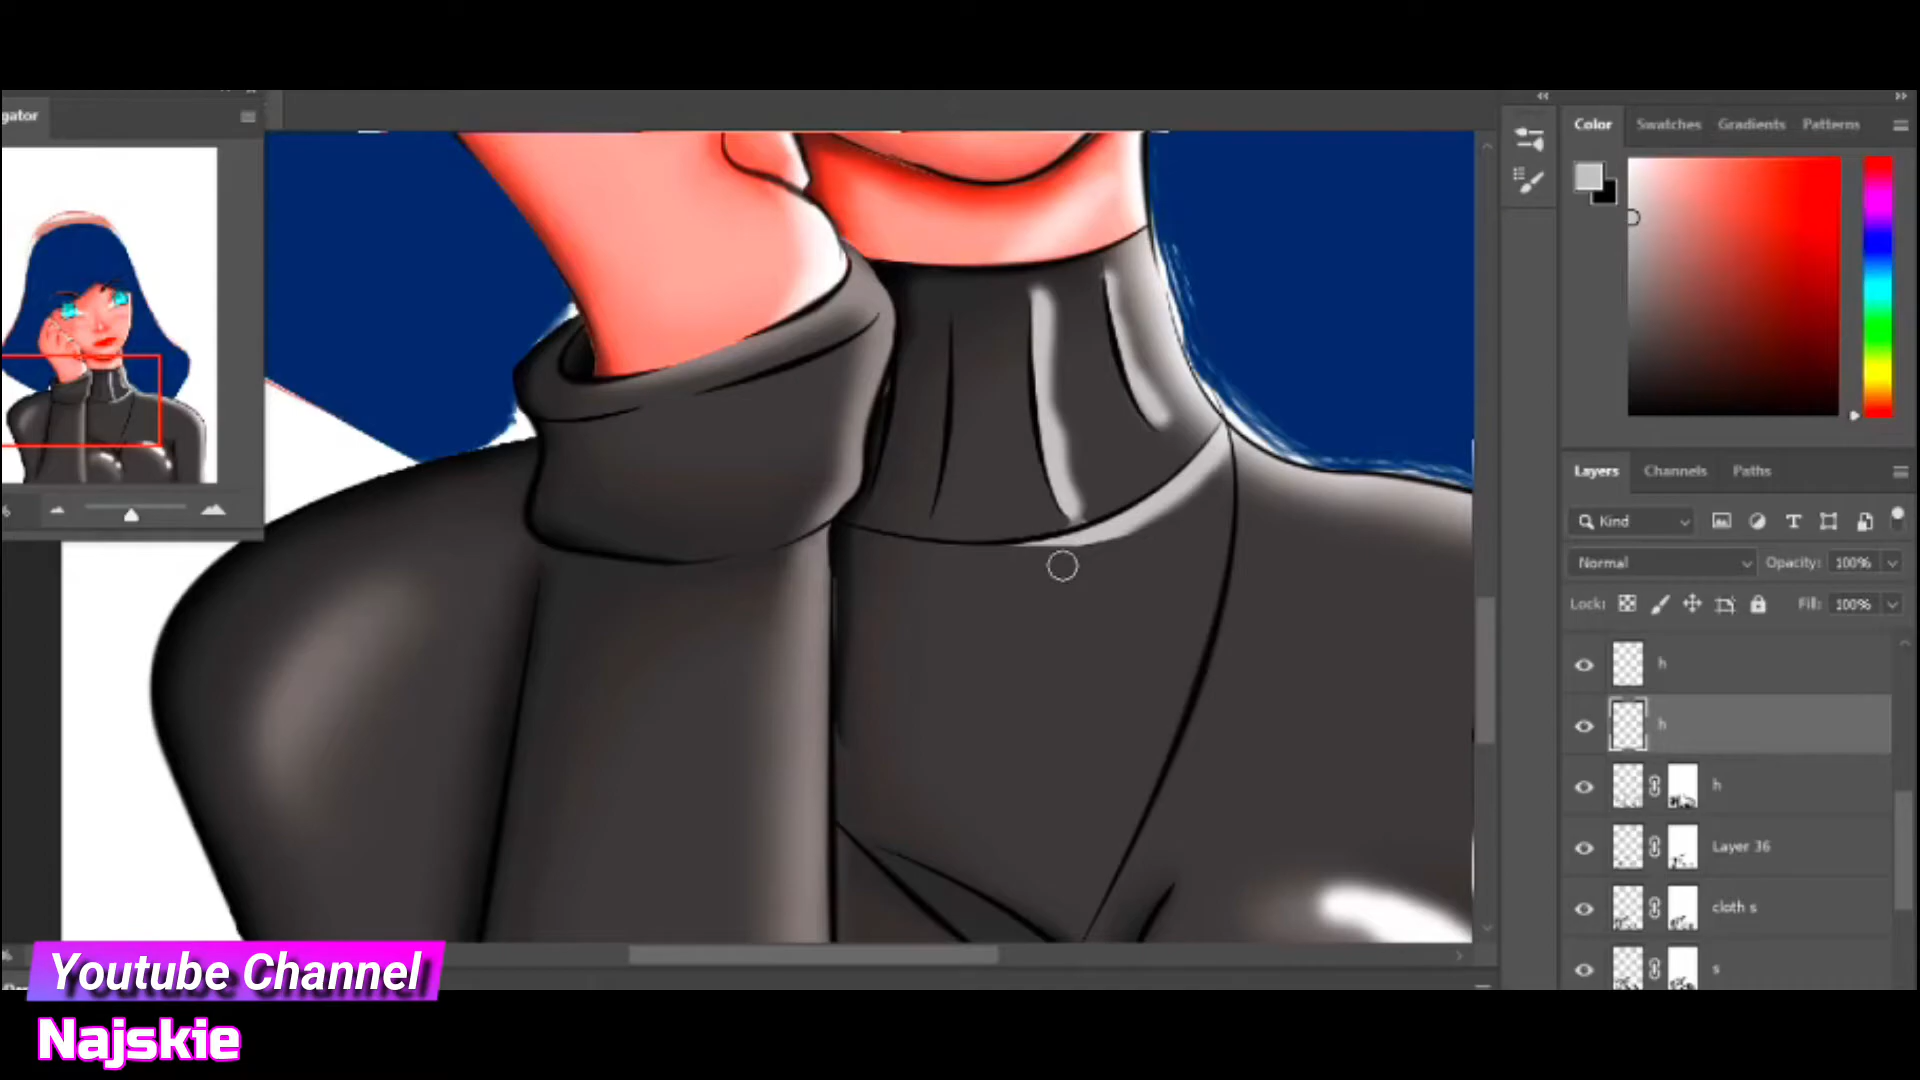 gator
Color Swatches Gradients Patterns
%
Layers Channels Paths
Kind
Normal Opacity: 100%
Lock: Fill: 100%
h
h
h
Layer 36
cloth s
s
Youtube Channel
Najskie